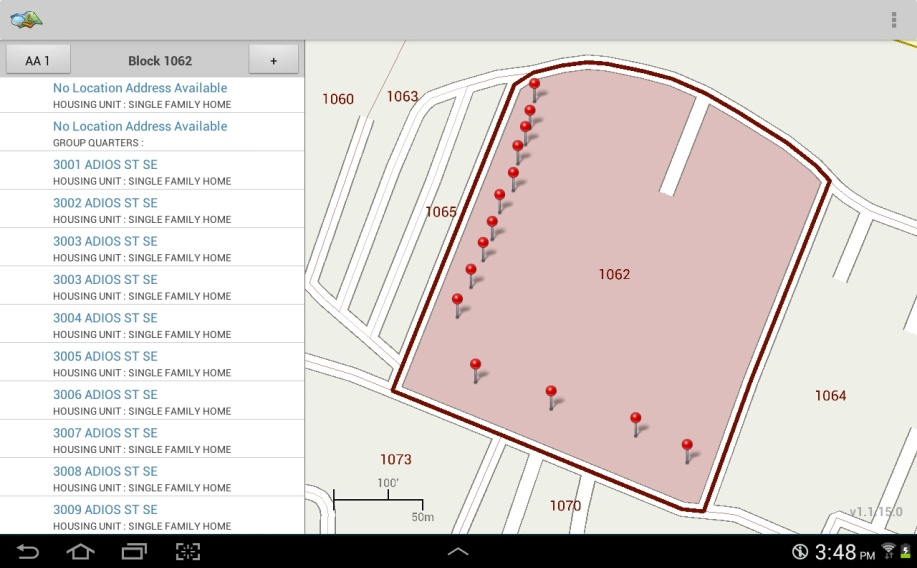 AA 1
Block 1062
+
No Location Address Available
HOUSING UNIT : SINGLE FAMILY HOME
No Location Address Available
GROUP QUARTERS :
3001 ADIOS ST SE
HOUSING UNIT : SINGLE FAMILY HOME
3002 ADIOS ST SE
HOUSING UNIT : SINGLE FAMILY HOME
3003 ADIOS ST SE
HOUSING UNIT : SINGLE FAMILY HOME
3003 ADIOS ST SE
HOUSING UNIT : SINGLE FAMILY HOME
3004 ADIOS ST SE
HOUSING UNIT : SINGLE FAMILY HOME
3005 ADIOS ST SE
HOUSING UNIT : SINGLE FAMILY HOME
3006 ADIOS ST SE
HOUSING UNIT : SINGLE FAMILY HOME
3007 ADIOS ST SE
HOUSING UNIT : SINGLE FAMILY HOME
3008 ADIOS ST SE
HOUSING UNIT : SINGLE FAMILY HOME
3009 ADIOS ST SE
HOUSING UNIT : SINGLE FAMILY HOME
1060
1063
1065
1062
1064
1073
1070
100'
50m
v1.1.15.0
3:48 PM